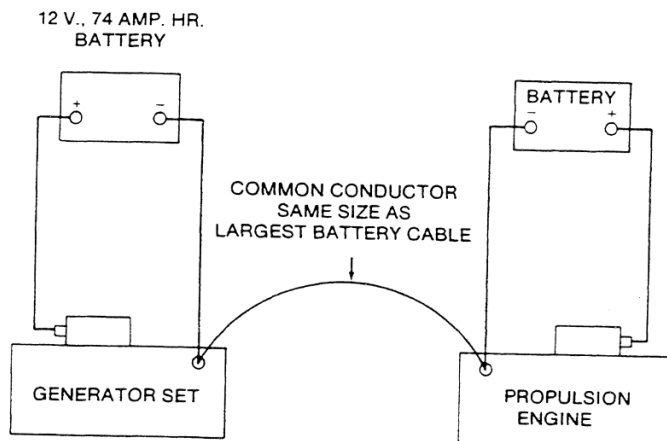 12 V., 74 AMP. HR.
BATTERY
+ −
BATTERY
− +
COMMON CONDUCTOR
SAME SIZE AS
LARGEST BATTERY CABLE
GENERATOR SET
PROPULSION
ENGINE